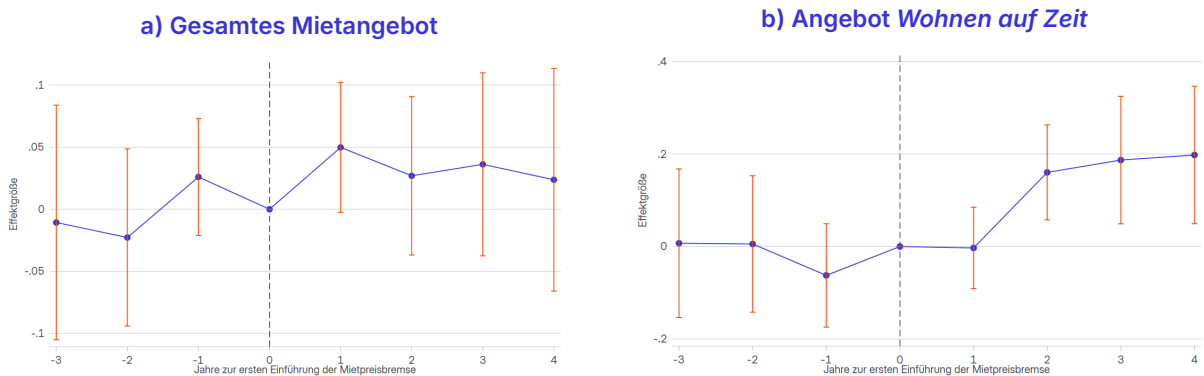 a) Gesamtes Mietangebot
Effektgröße
.1
.05
0
-.05
-.1
-3 -2 -1 0 1 2 3 4
Jahre zur ersten Einführung der Mietpreisbremse
b) Angebot Wohnen auf Zeit
Effektgröße
.4
.2
0
-.2
-3 -2 -1 0 1 2 3 4
Jahre zur ersten Einführung der Mietpreisbremse